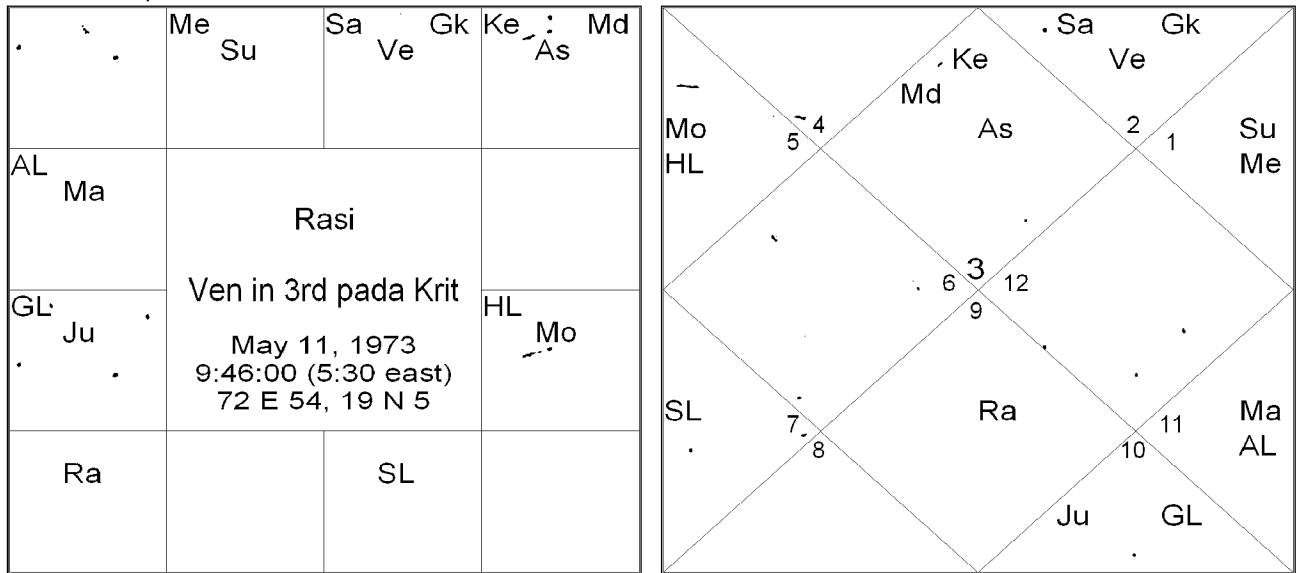 Me
Su
Sa Gk
Ve
Ke Md
As
AL
Ma
Rasi
Ven in 3rd pada Krit
May 11, 1973
9:46:00 (5:30 east)
72 E 54, 19 N 5
GL
Ju
HL
Mo
Ra
SL
Sa Gk
Ve
Ke
Md
As
Mo
HL
5 4
2 1
Su
Me
3
6 12
9
SL
7
8
Ra
11
10
Ma
AL
Ju GL